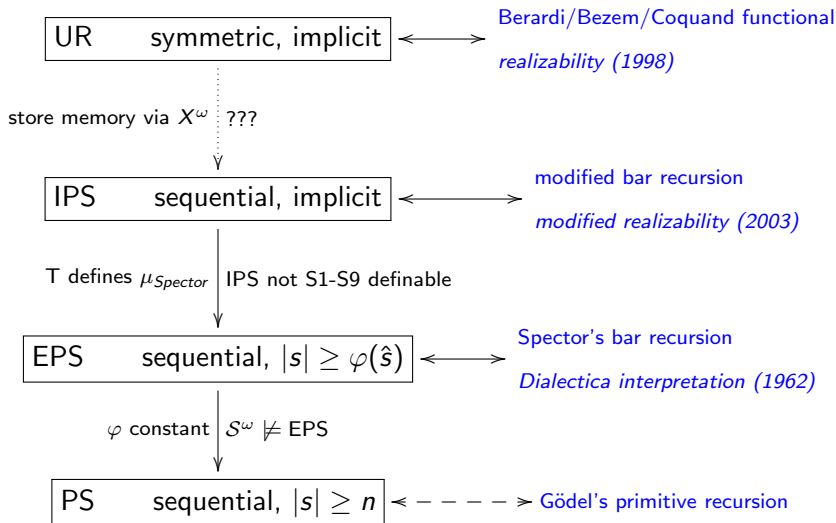 UR symmetric, implicit
Berardi/Bezem/Coquand functional
realizability (1998)
store memory via X^ω ???
IPS sequential, implicit
modified bar recursion
modified realizability (2003)
T defines μ_Spector IPS not S1-S9 definable
EPS sequential, |s| ≥ φ(ŝ)
Spector's bar recursion
Dialectica interpretation (1962)
φ constant 𝒮^ω ⊭ EPS
PS sequential, |s| ≥ n
Gödel's primitive recursion